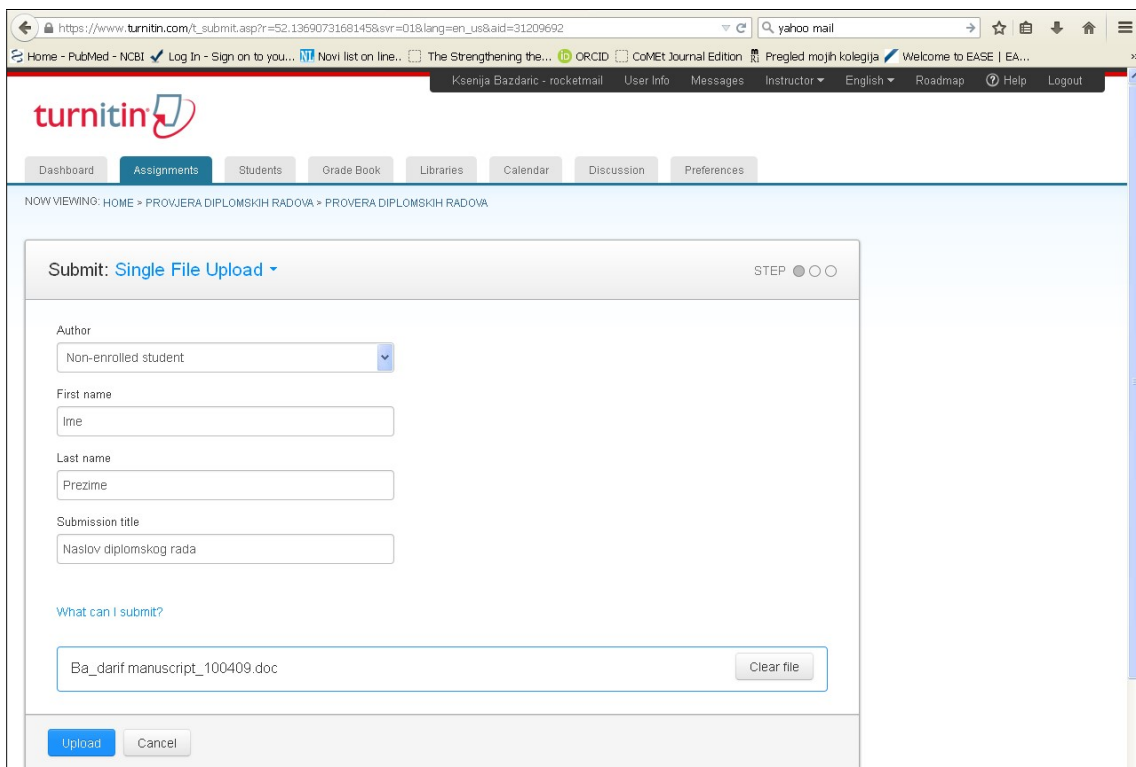 https://www.turnitin.com/t_submit.asp?r=52.1369073168145&svr=01&lang=en_us&aid=31209692 yahoo mail
Home - PubMed - NCBI Log In - Sign on to you... NL Novi list on line.. The Strengthening the... iD ORCID CoMEt Journal Edition Pregled mojih kolegija Welcome to EASE | EA...
Ksenija Bazdaric - rocketmail User Info Messages Instructor English Roadmap Help Logout
turnitin
Dashboard Assignments Students Grade Book Libraries Calendar Discussion Preferences
NOW VIEWING: HOME > PROVJERA DIPLOMSKIH RADOVA > PROVERA DIPLOMSKIH RADOVA
Submit: Single File Upload STEP
Author
Non-enrolled student
First name
Ime
Last name
Prezime
Submission title
Naslov diplomskog rada
What can I submit?
Ba_darif manuscript_100409.doc Clear file
Upload Cancel